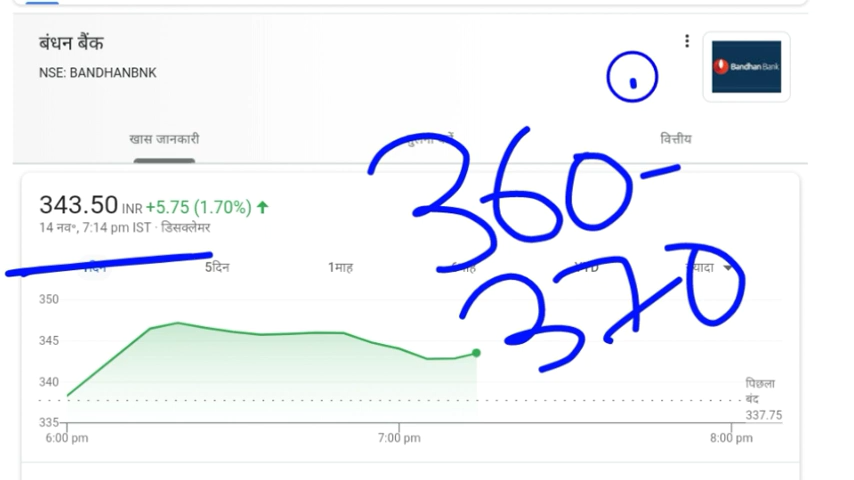 बंधन बैंक
NSE: BANDHANBNK
BandhanBank
खास जानकारी
वित्तीय
360-
343.50 INR +5.75 (1.70%) ↑
14 नव॰, 7:14 pm IST · डिसक्लेमर
370
1दिन 5दिन 1माह YTD
350
345
340
335
पिछला
बंद
337.75
6:00 pm 7:00 pm 8:00 pm